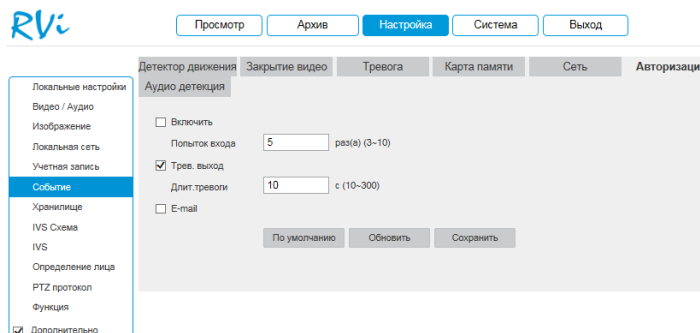 RVi
Просмотр Архив Настройка Система Выход
Детектор движения Закрытие видео Тревога Карта памяти Сеть Авторизаци
Аудио детекция
Локальные настройки
Видео / Аудио
Изображение
Локальная сеть
Учетная запись
Событие
Хранилище
IVS Схема
IVS
Определение лица
PTZ протокол
Функция
Дополнительно
Включить
Попыток входа 5 раз(а) (3~10)
Трев. выход
Длит.тревоги 10 с (10~300)
E-mail
По умолчанию Обновить Сохранить